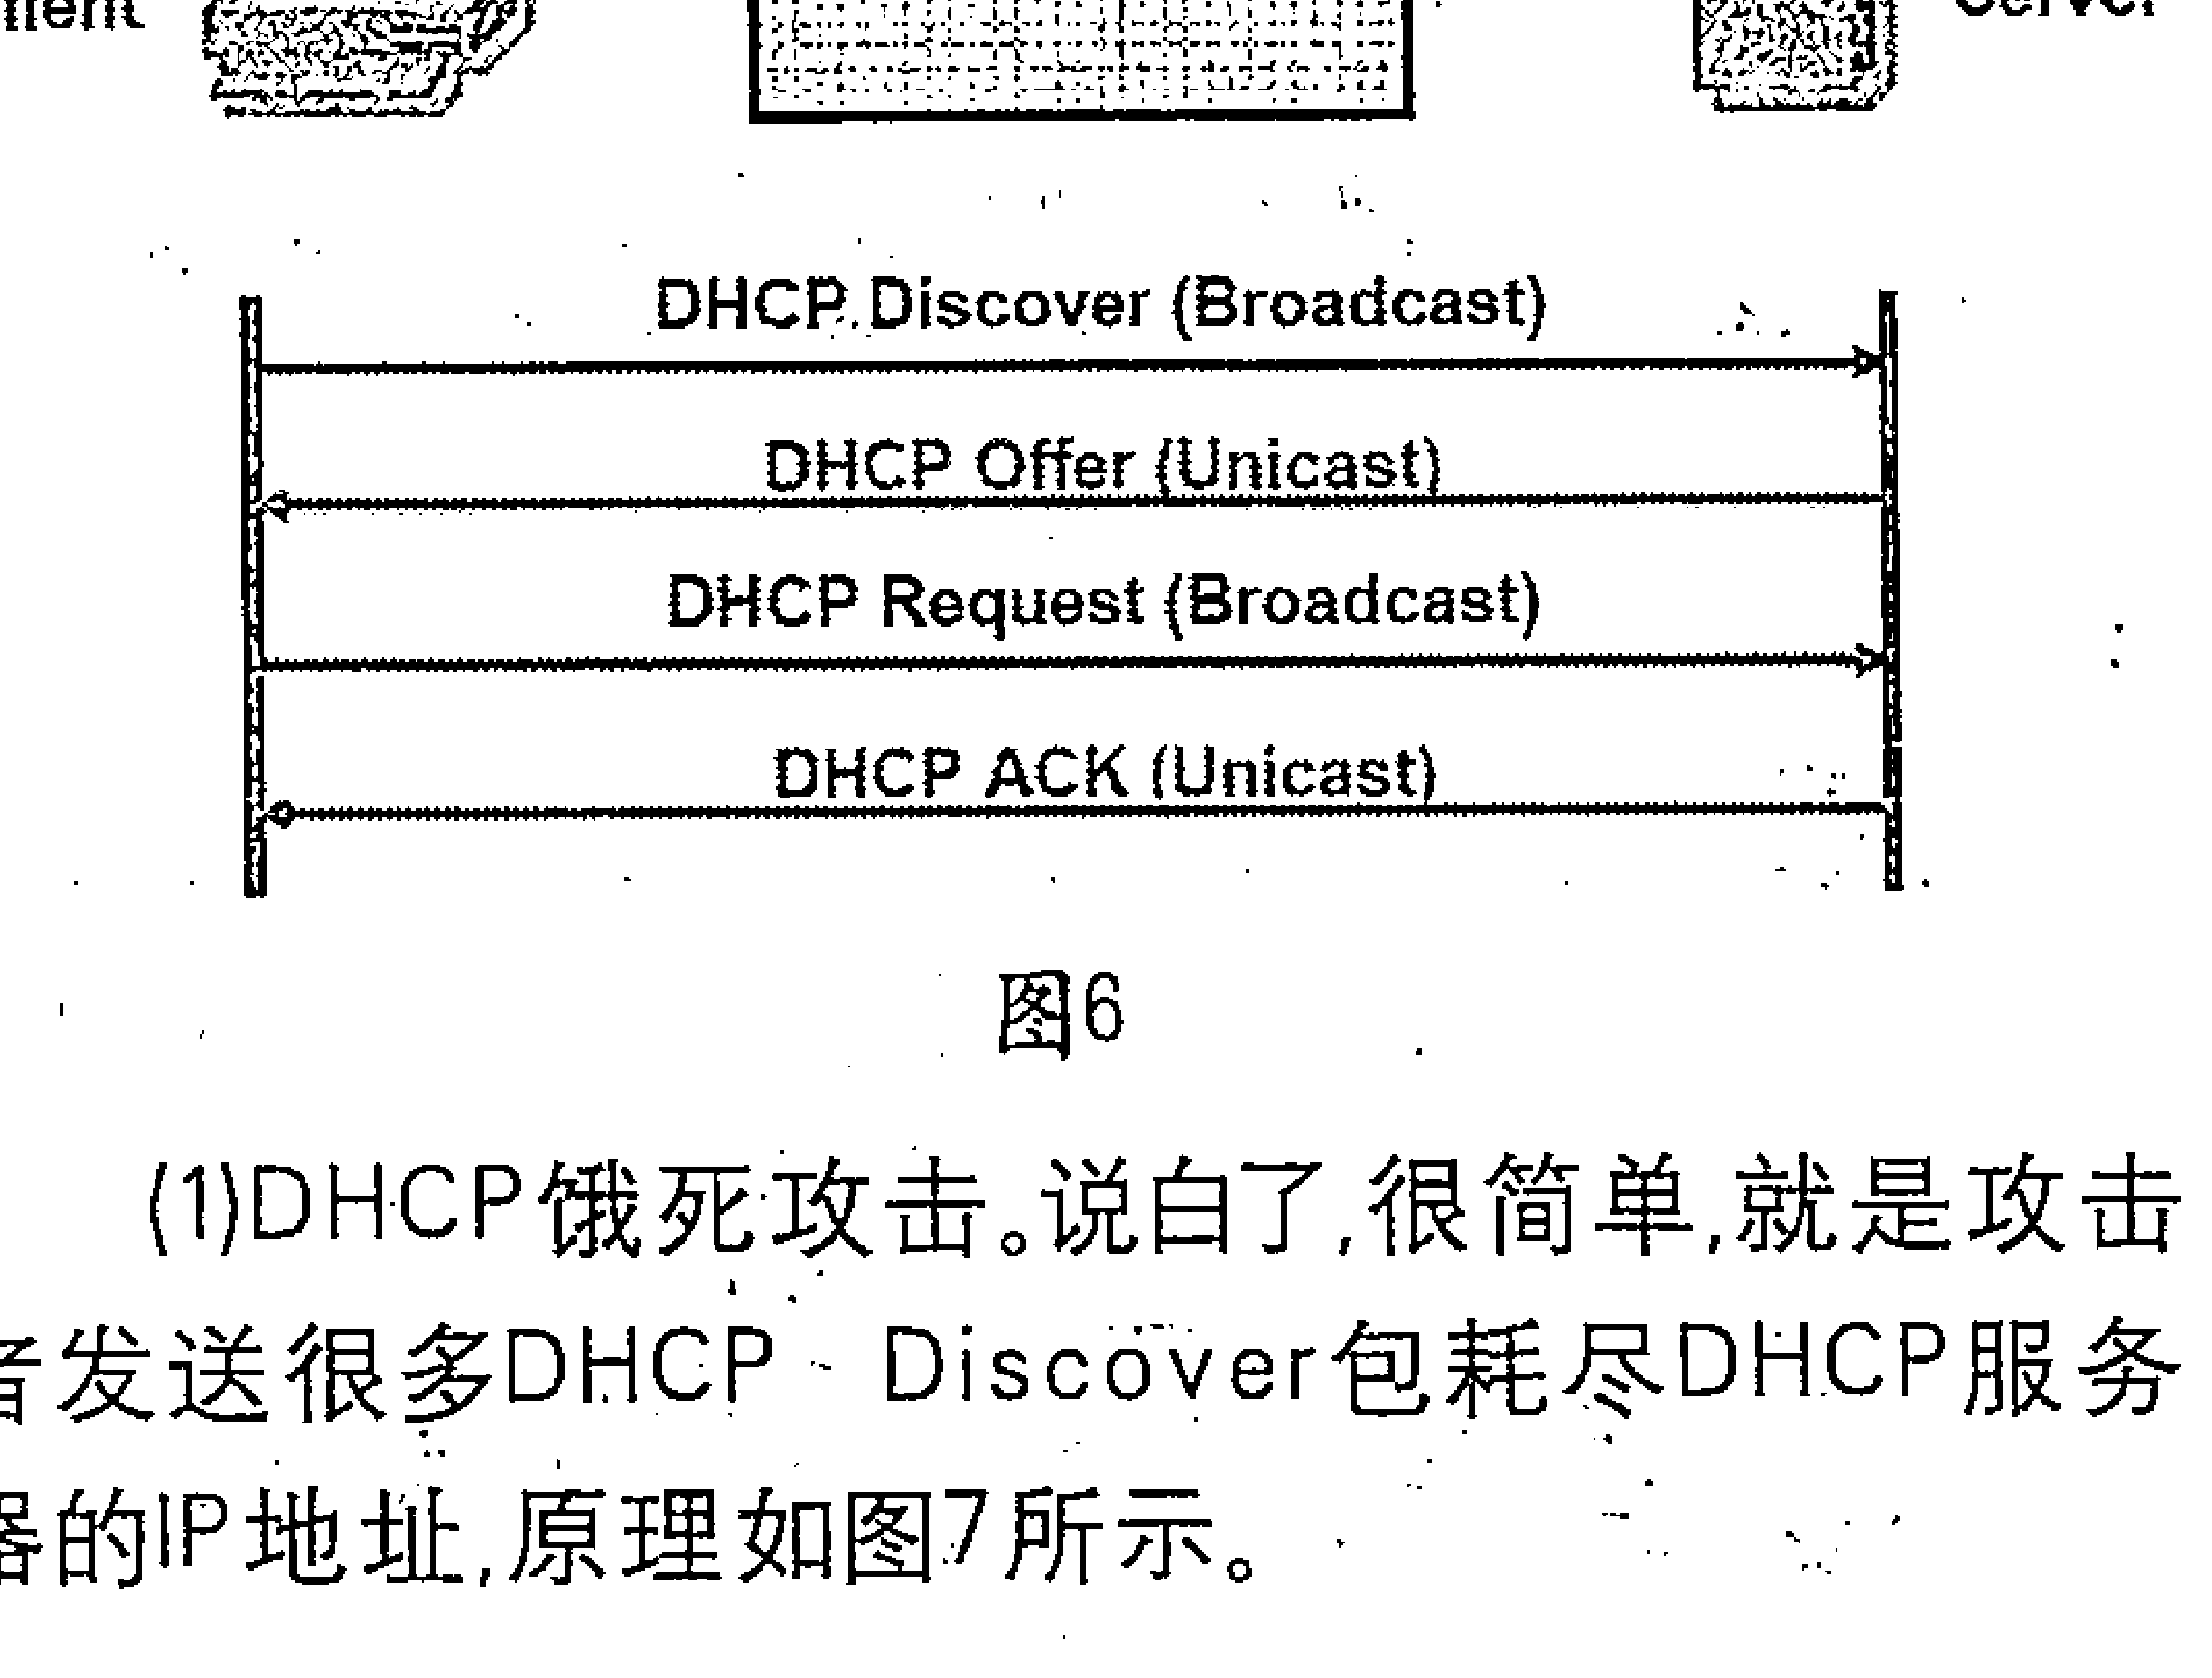 DHCP Discover (Broadcast)
DHCP Offer (Unicast)
DHCP Request (Broadcast)
DHCP ACK (Unicast)
图6
(1)DHCP饿死攻击。说白了,很简单,就是攻击
者发送很多DHCP Discover包耗尽DHCP服务
器的IP地址,原理如图7所示。